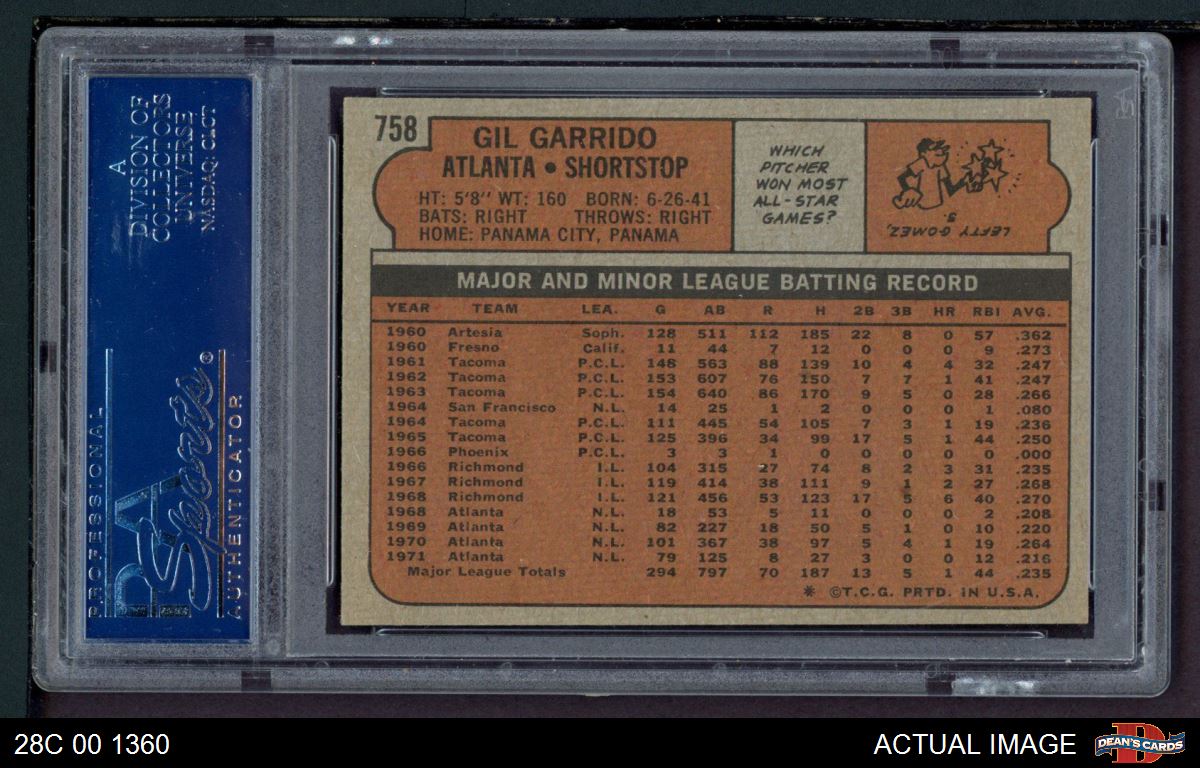 A
DIVISION OF
COLLECTORS
UNIVERSE
NASDAQ: CLCT
PROFESSIONAL
PSA
Sports®
AUTHENTICATOR
758
GIL GARRIDO
ATLANTA • SHORTSTOP
HT: 5'8" WT: 160 BORN: 6-26-41
BATS: RIGHT THROWS: RIGHT
HOME: PANAMA CITY, PANAMA
WHICH
PITCHER
WON MOST
ALL-STAR
GAMES?
LEFTY GOMEZ,
3.
MAJOR AND MINOR LEAGUE BATTING RECORD
YEAR TEAM LEA. G AB R H 2B 3B HR RBI AVG.
1960 Artesia Soph. 128 511 112 185 22 8 0 57 .362
1960 Fresno Calif. 11 44 7 12 0 0 0 9 .273
1961 Tacoma P.C.L. 148 563 88 139 10 4 4 32 .247
1962 Tacoma P.C.L. 153 607 76 150 7 7 1 41 .247
1963 Tacoma P.C.L. 154 640 86 170 9 5 0 28 .266
1964 San Francisco N.L. 14 25 1 2 0 0 0 1 .080
1964 Tacoma P.C.L. 111 445 54 105 7 3 1 19 .236
1965 Tacoma P.C.L. 125 396 34 99 17 5 1 44 .250
1966 Phoenix P.C.L. 3 3 1 0 0 0 0 0 .000
1966 Richmond I.L. 104 315 27 74 8 2 3 31 .235
1967 Richmond I.L. 119 414 38 111 9 1 2 27 .268
1968 Richmond I.L. 121 456 53 123 17 5 6 40 .270
1968 Atlanta N.L. 18 53 5 11 0 0 0 2 .208
1969 Atlanta N.L. 82 227 18 50 5 1 0 10 .220
1970 Atlanta N.L. 101 367 38 97 5 4 1 19 .264
1971 Atlanta N.L. 79 125 8 27 3 0 0 12 .216
Major League Totals 294 797 70 187 13 5 1 44 .235
* ©T.C.G. PRTD. IN U.S.A.
28C 00 1360
ACTUAL IMAGE
D
DEAN'S CARDS